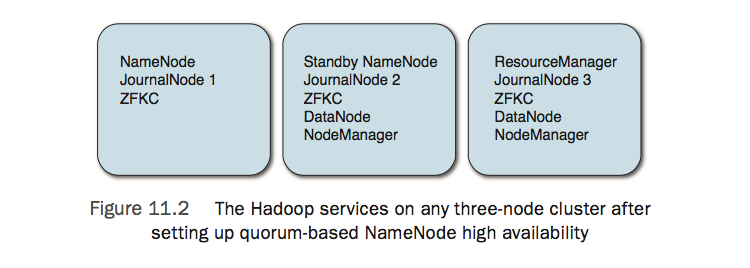 NameNode
JournalNode 1
ZFKC
Standby NameNode
JournalNode 2
ZFKC
DataNode
NodeManager
ResourceManager
JournalNode 3
ZFKC
DataNode
NodeManager
Figure 11.2 The Hadoop services on any three-node cluster after
setting up quorum-based NameNode high availability